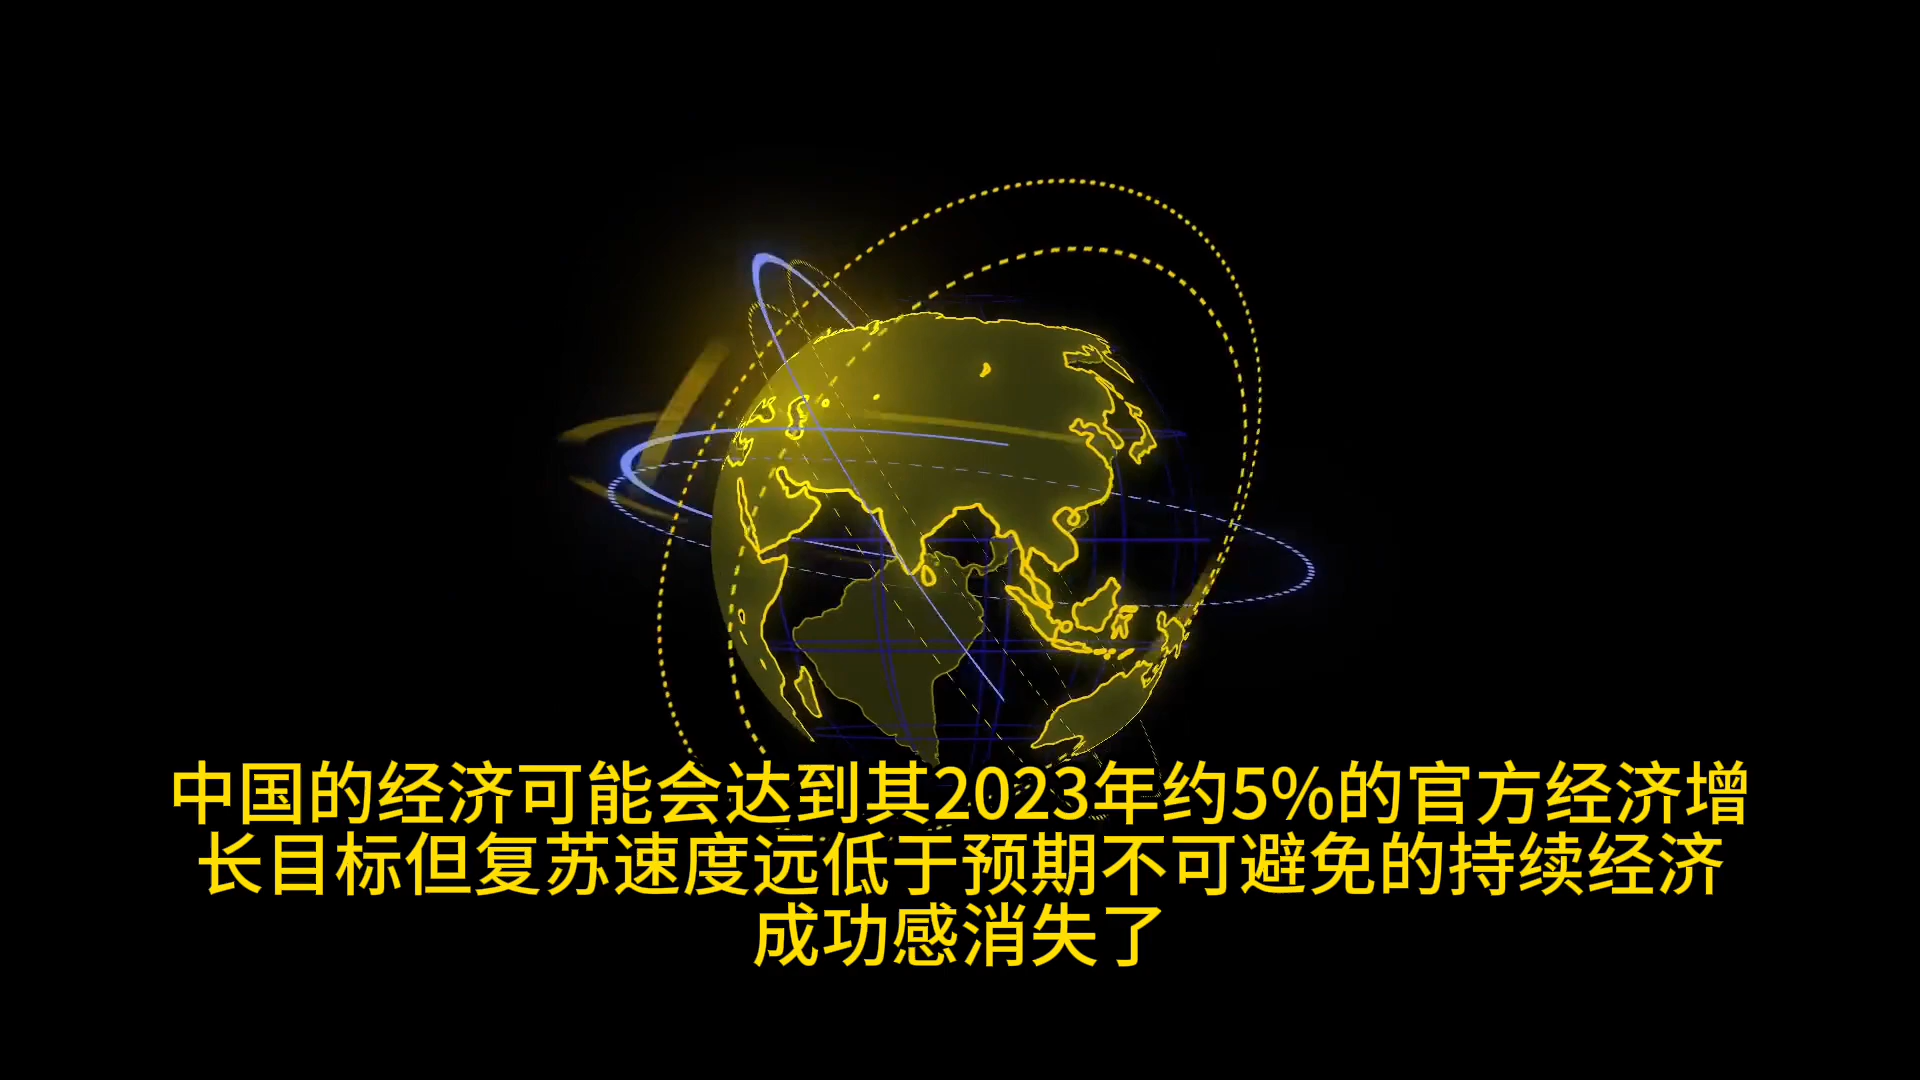 中国的经济可能会达到其2023年约5%的官方经济增
长目标但复苏速度远低于预期不可避免的持续经济
成功感消失了